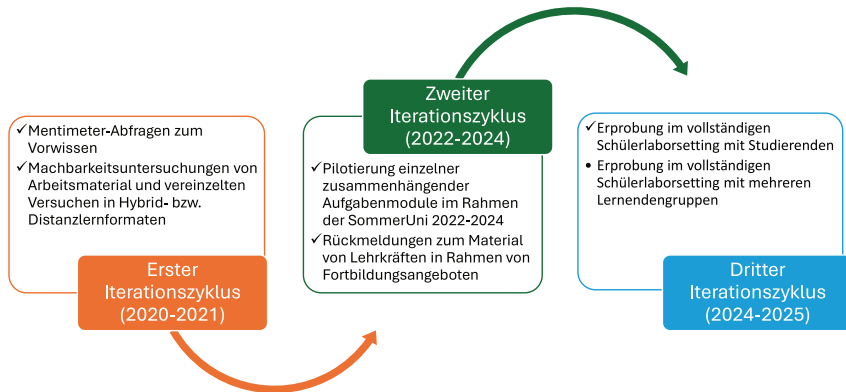 ✓Mentimeter-Abfragen zum
Vorwissen
✓Machbarkeitsuntersuchungen von
Arbeitsmaterial und vereinzelten
Versuchen in Hybrid- bzw.
Distanzlernformaten
Erster
Iterationszyklus
(2020-2021)
Zweiter
Iterationszyklus
(2022-2024)
✓Pilotierung einzelner
zusammenhängender
Aufgabenmodule im Rahmen
der SommerUni 2022-2024
✓Rückmeldungen zum Material
von Lehrkräften in Rahmen von
Fortbildungsangeboten
✓Erprobung im vollständigen
Schülerlaborsetting mit Studierenden
• Erprobung im vollständigen
Schülerlaborsetting mit mehreren
Lernendengruppen
Dritter
Iterationszyklus
(2024-2025)